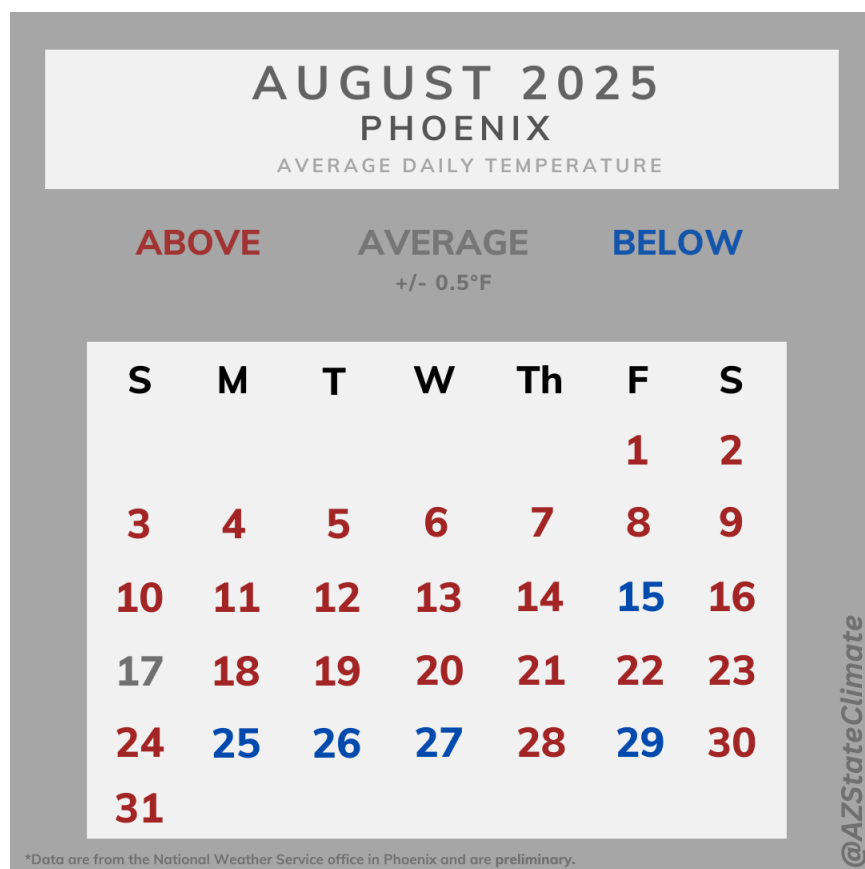 AUGUST 2025
PHOENIX
AVERAGE DAILY TEMPERATURE
ABOVE AVERAGE BELOW
+/- 0.5°F
S M T W Th F S
1 2
3 4 5 6 7 8 9
10 11 12 13 14 15 16
17 18 19 20 21 22 23
24 25 26 27 28 29 30
31
@AZStateClimate
*Data are from the National Weather Service office in Phoenix and are preliminary.